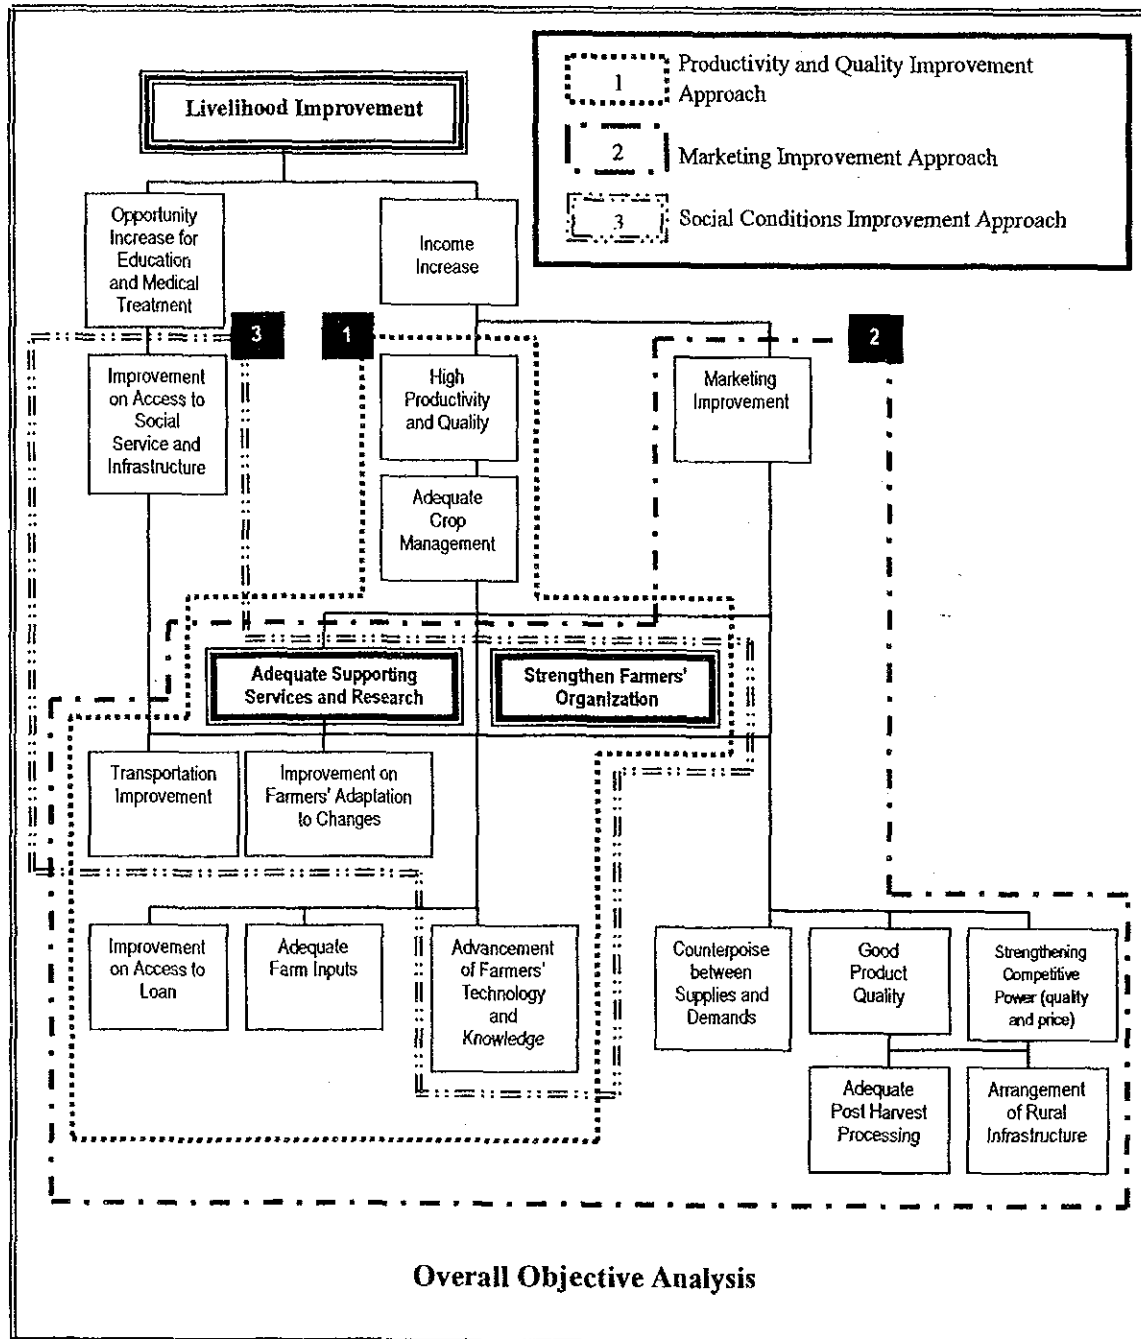 1
Productivity and Quality Improvement
Approach
2
Marketing Improvement Approach
3
Social Conditions Improvement Approach
Livelihood Improvement
Opportunity
Increase for
Education
and Medical
Treatment
Income
Increase
3
1
2
Improvement
on Access to
Social
Service and
Infrastructure
High
Productivity
and Quality
Marketing
Improvement
Adequate
Crop
Management
Adequate Supporting
Services and Research
Strengthen Farmers'
Organization
Transportation
Improvement
Improvement on
Farmers' Adaptation
to Changes
Improvement
on Access to
Loan
Adequate
Farm Inputs
Advancement
of Farmers'
Technology
and
Knowledge
Counterpoise
between
Supplies and
Demands
Good
Product
Quality
Strengthening
Competitive
Power (quality
and price)
Adequate
Post Harvest
Processing
Arrangement
of Rural
Infrastructure
Overall Objective Analysis